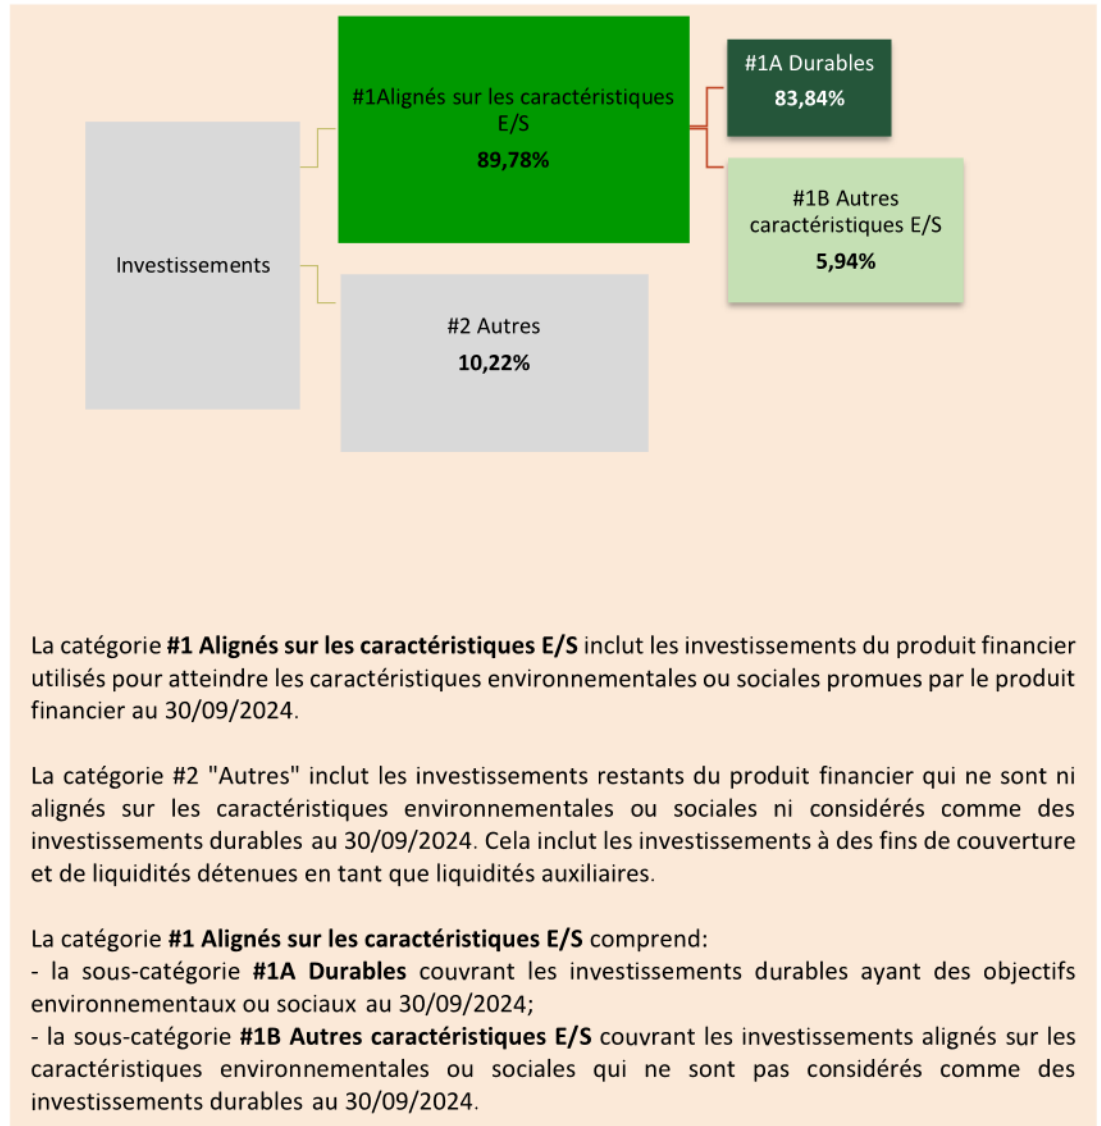 #1Alignés sur les caractéristiques
E/S
89,78%
#1A Durables
83,84%
#1B Autres
caractéristiques E/S
5,94%
Investissements
#2 Autres
10,22%
La catégorie #1 Alignés sur les caractéristiques E/S inclut les investissements du produit financier
utilisés pour atteindre les caractéristiques environnementales ou sociales promues par le produit
financier au 30/09/2024.
La catégorie #2 "Autres" inclut les investissements restants du produit financier qui ne sont ni
alignés sur les caractéristiques environnementales ou sociales ni considérés comme des
investissements durables au 30/09/2024. Cela inclut les investissements à des fins de couverture
et de liquidités détenues en tant que liquidités auxiliaires.
La catégorie #1 Alignés sur les caractéristiques E/S comprend:
- la sous-catégorie #1A Durables couvrant les investissements durables ayant des objectifs
environnementaux ou sociaux au 30/09/2024;
- la sous-catégorie #1B Autres caractéristiques E/S couvrant les investissements alignés sur les
caractéristiques environnementales ou sociales qui ne sont pas considérés comme des
investissements durables au 30/09/2024.